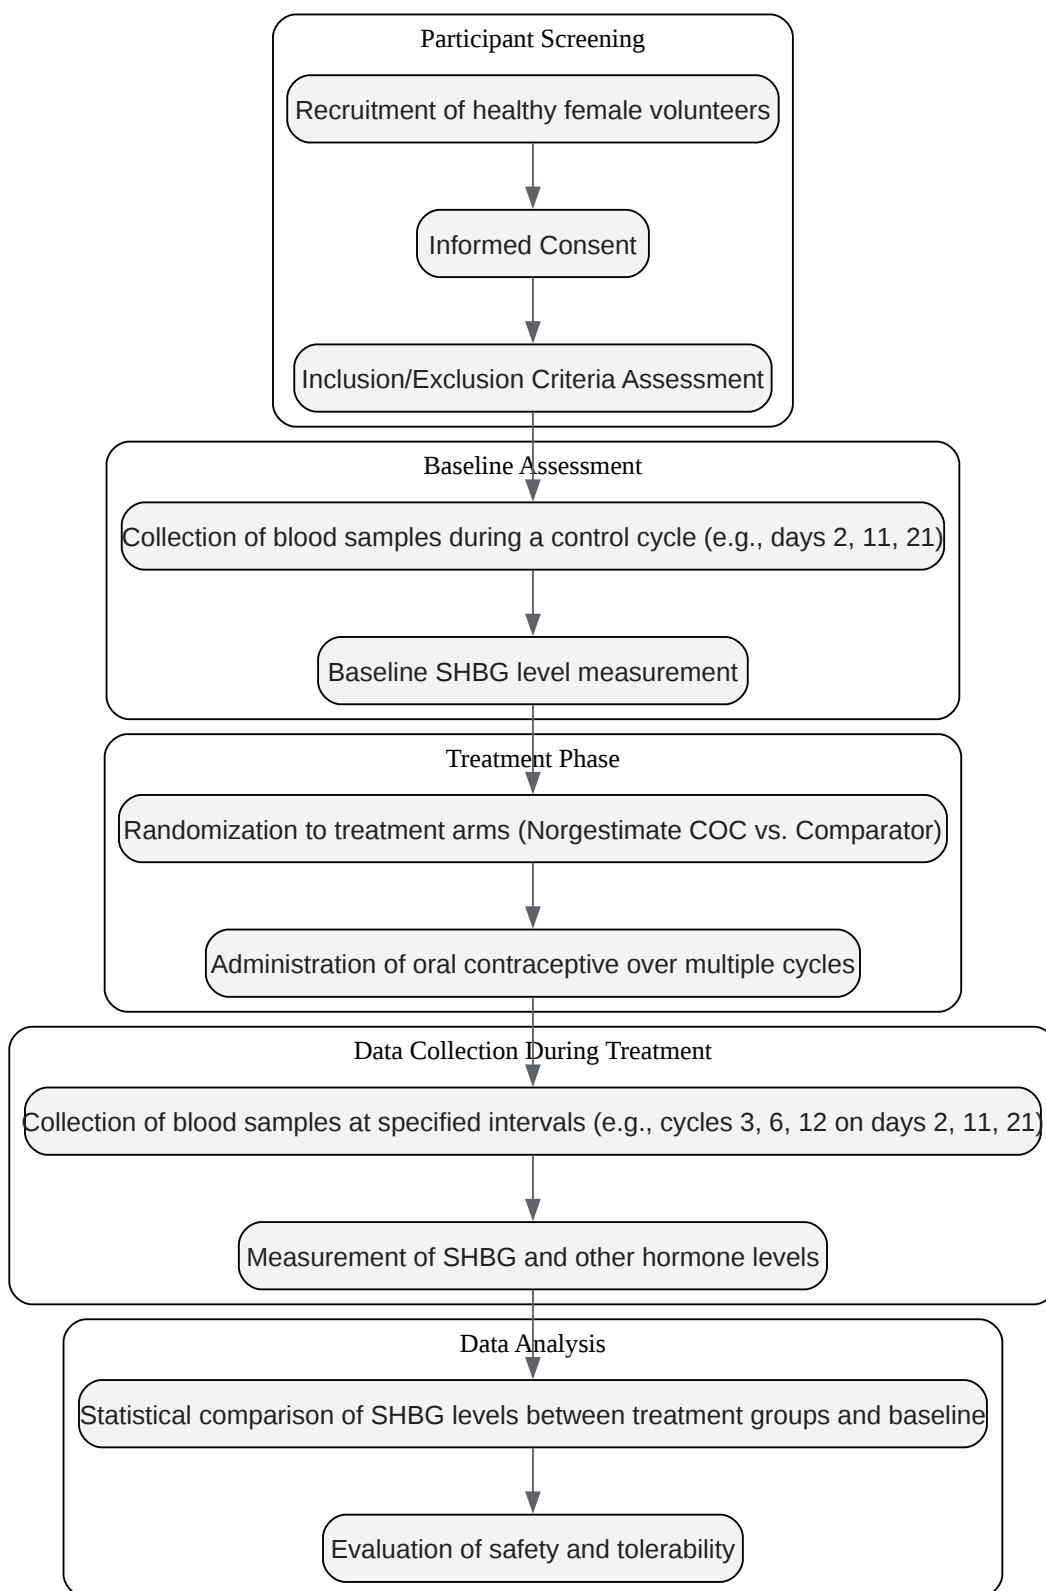 Participant Screening
Recruitment of healthy female volunteers
Informed Consent
Inclusion/Exclusion Criteria Assessment
Baseline Assessment
Collection of blood samples during a control cycle (e.g., days 2, 11, 21)
Baseline SHBG level measurement
Treatment Phase
Randomization to treatment arms (Norgestimate COC vs. Comparator)
Administration of oral contraceptive over multiple cycles
Data Collection During Treatment
Collection of blood samples at specified intervals (e.g., cycles 3, 6, 12 on days 2, 11, 21)
Measurement of SHBG and other hormone levels
Data Analysis
Statistical comparison of SHBG levels between treatment groups and baseline
Evaluation of safety and tolerability